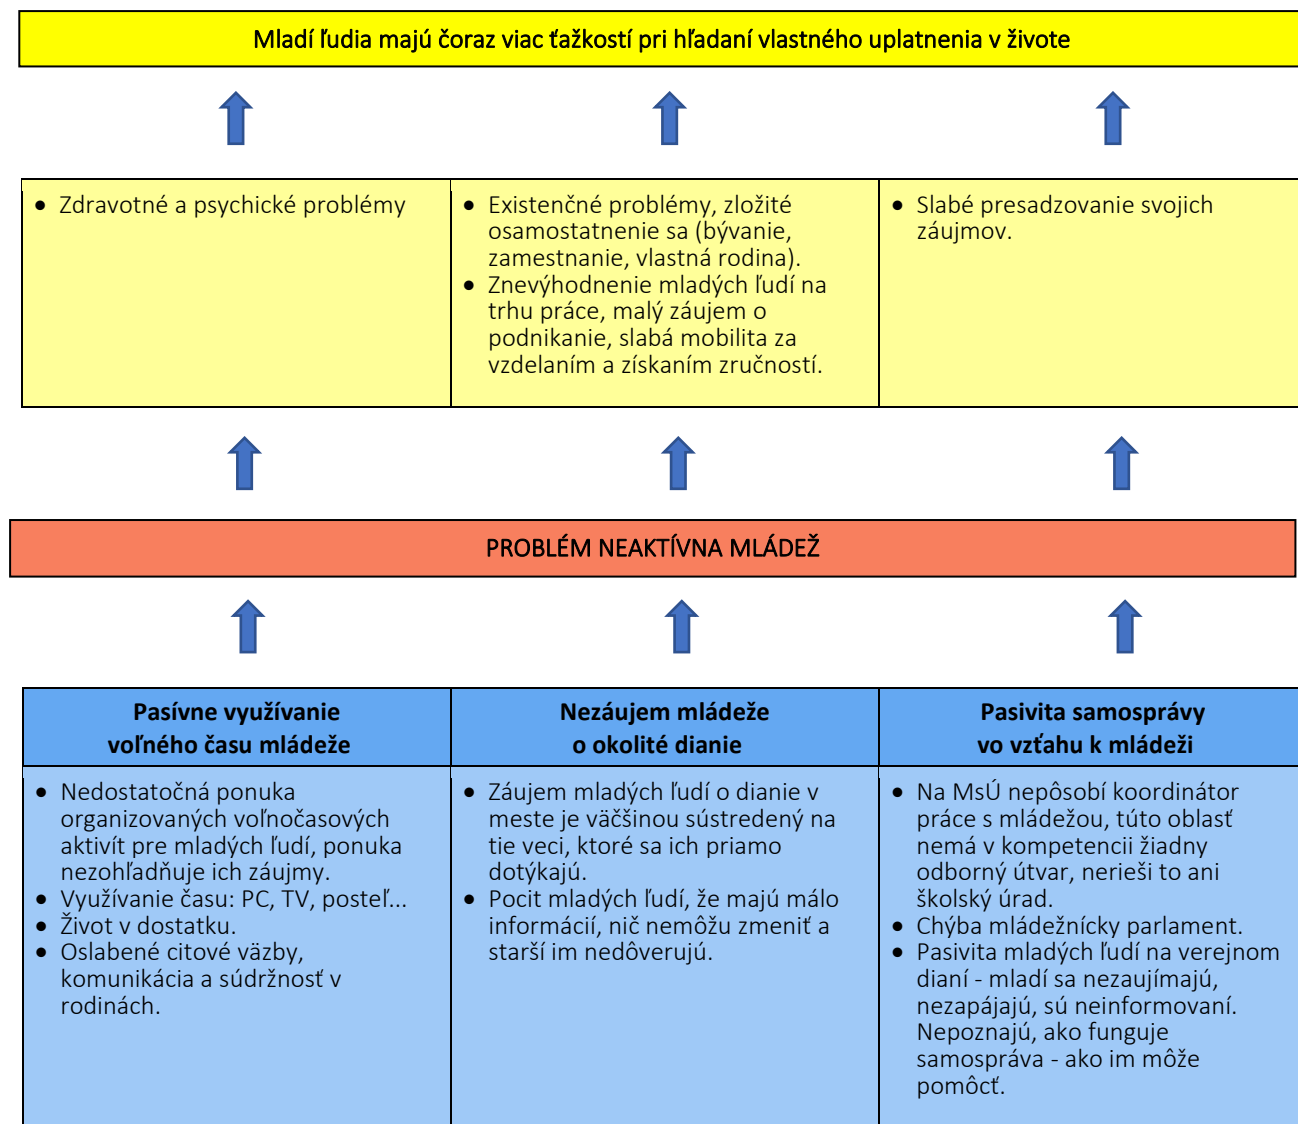 Mladí ľudia majú čoraz viac ťažkostí pri hľadaní vlastného uplatnenia v živote
• Zdravotné a psychické problémy
• Existenčné problémy, zložité
osamostatnenie sa (bývanie,
zamestnanie, vlastná rodina).
• Znevýhodnenie mladých ľudí na
trhu práce, malý záujem o
podnikanie, slabá mobilita za
vzdelaním a získaním zručností.
• Slabé presadzovanie svojich
záujmov.
PROBLÉM NEAKTÍVNA MLÁDEŽ
Pasívne využívanie
voľného času mládeže
• Nedostatočná ponuka
organizovaných voľnočasových
aktivít pre mladých ľudí, ponuka
nezohľadňuje ich záujmy.
• Využívanie času: PC, TV, posteľ...
• Život v dostatku.
• Oslabené citové väzby,
komunikácia a súdržnosť v
rodinách.
Nezáujem mládeže
o okolité dianie
• Záujem mladých ľudí o dianie v
meste je väčšinou sústredený na
tie veci, ktoré sa ich priamo
dotýkajú.
• Pocit mladých ľudí, že majú málo
informácií, nič nemôžu zmeniť a
starší im nedôverujú.
Pasivita samosprávy
vo vzťahu k mládeži
• Na MsÚ nepôsobí koordinátor
práce s mládežou, túto oblasť
nemá v kompetencii žiadny
odborný útvar, nerieši to ani
školský úrad.
• Chýba mládežnícky parlament.
• Pasivita mladých ľudí na verejnom
dianí - mladí sa nezaujímajú,
nezapájajú, sú neinformovaní.
Nepoznajú, ako funguje
samospráva - ako im môže
pomôcť.